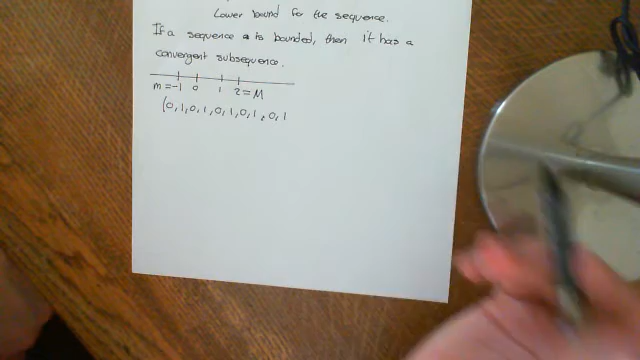 Lower bound for the sequence.
If a sequence a is bounded, then it has a
convergent subsequence.
m=-1 0 1 2=M
(0,1,0,1,0,1,0,1,0,1